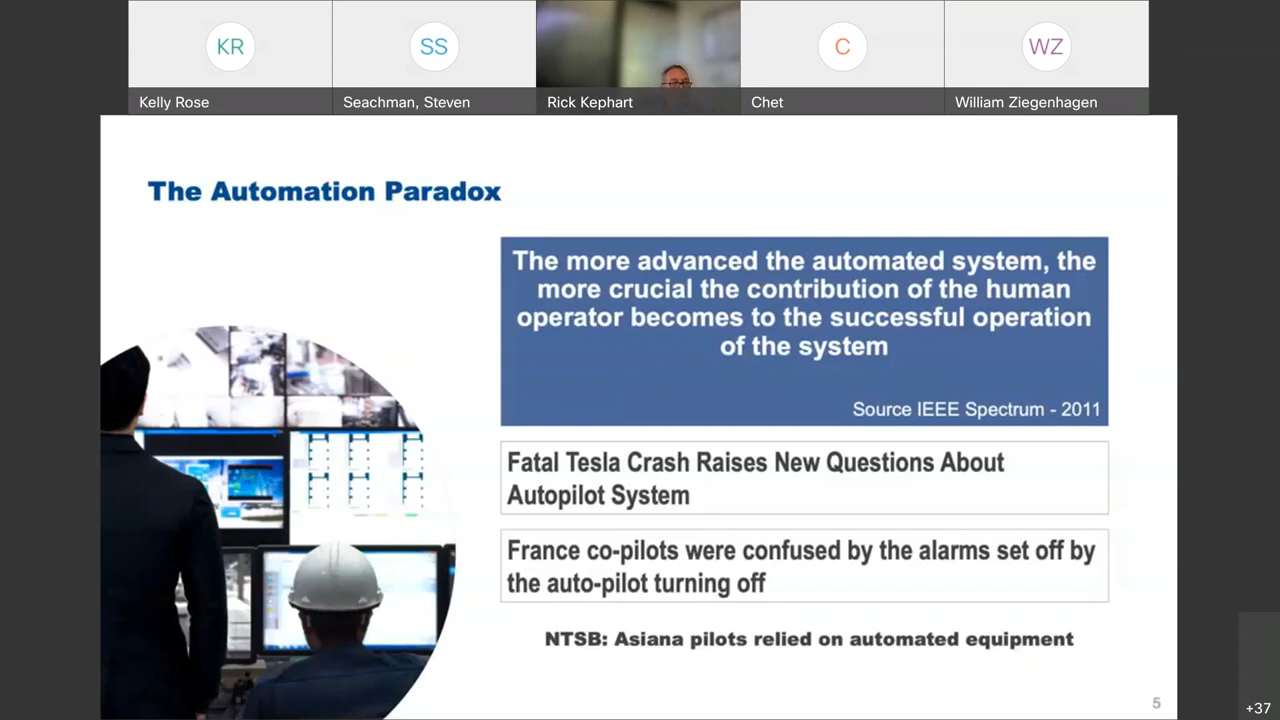 KR
SS
C
WZ
Kelly Rose
Seachman, Steven
Rick Kephart
Chet
William Ziegenhagen
The Automation Paradox
The more advanced the automated system, the
more crucial the contribution of the human
operator becomes to the successful operation
of the system
Source IEEE Spectrum - 2011
Fatal Tesla Crash Raises New Questions About
Autopilot System
France co-pilots were confused by the alarms set off by
the auto-pilot turning off
NTSB: Asiana pilots relied on automated equipment
5
+37